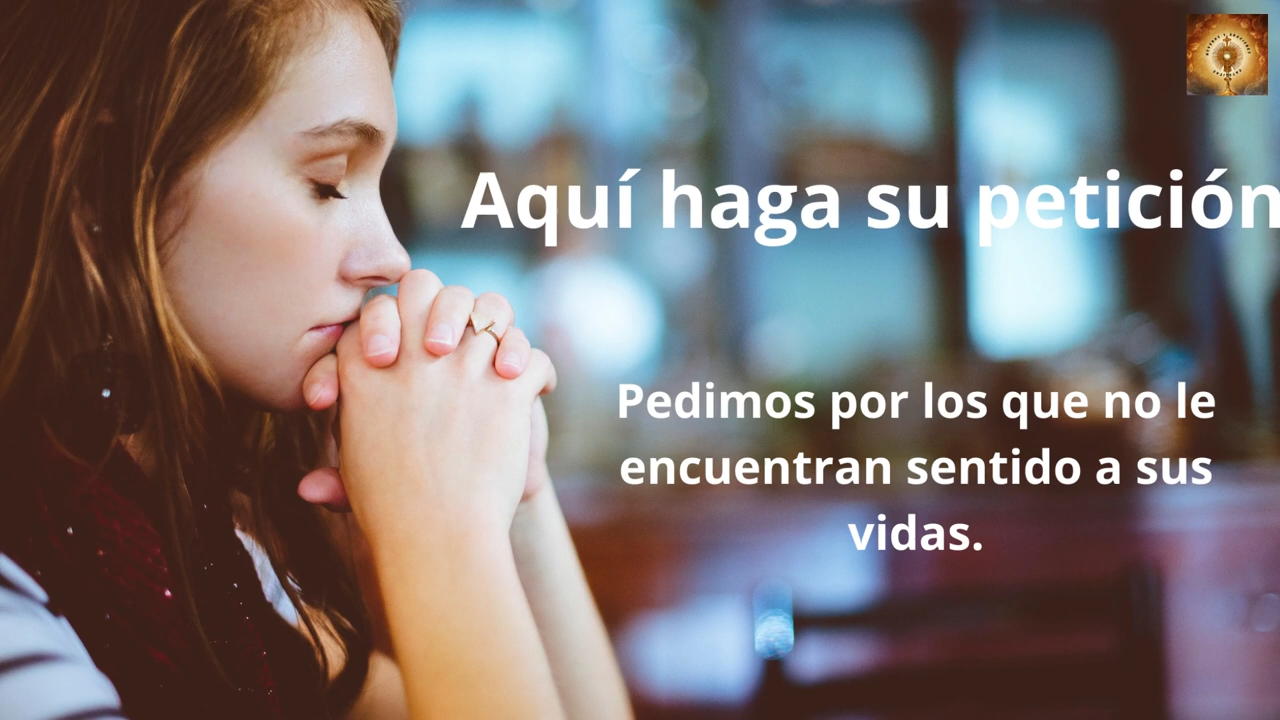 Aquí haga su petición
Pedimos por los que no le
encuentran sentido a sus
vidas.